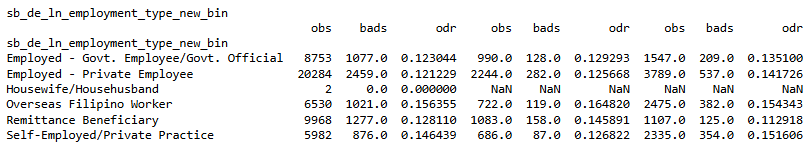 sb_de_ln_employment_type_new_bin
obs bads odr obs bads odr obs bads odr
sb_de_ln_employment_type_new_bin
Employed - Govt. Employee/Govt. Official 8753 1077.0 0.123044 990.0 128.0 0.129293 1547.0 209.0 0.135100
Employed - Private Employee 20284 2459.0 0.121229 2244.0 282.0 0.125668 3789.0 537.0 0.141726
Housewife/Househusband 2 0.0 0.000000 NaN NaN NaN NaN NaN NaN
Overseas Filipino Worker 6530 1021.0 0.156355 722.0 119.0 0.164820 2475.0 382.0 0.154343
Remittance Beneficiary 9968 1277.0 0.128110 1083.0 158.0 0.145891 1107.0 125.0 0.112918
Self-Employed/Private Practice 5982 876.0 0.146439 686.0 87.0 0.126822 2335.0 354.0 0.151606